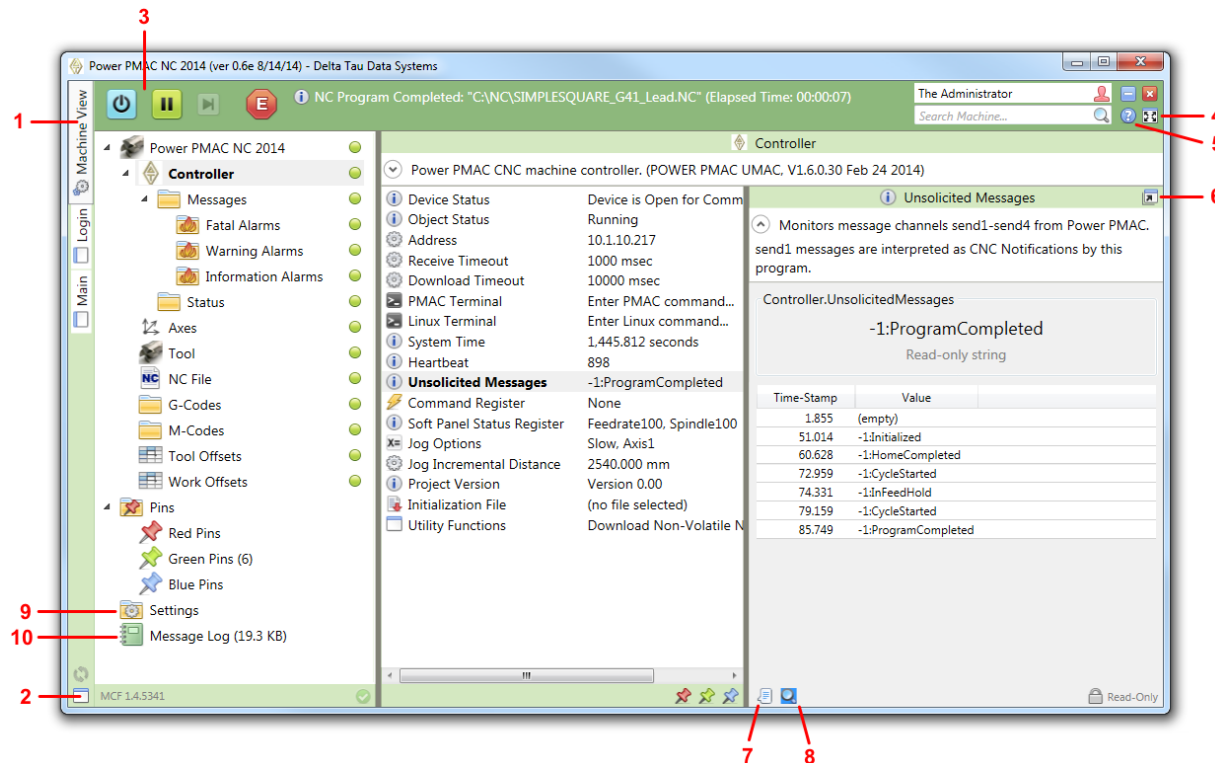 3
Power PMAC NC 2014 (ver 0.6e 8/14/14) - Delta Tau Data Systems
1
Machine View
Login
Main
E
NC Program Completed: "C:\NC\SIMPLESQUARE_G41_Lead.NC" (Elapsed Time: 00:00:07)
The Administrator
Search Machine...
?
4
5
Power PMAC NC 2014
Controller
Messages
Fatal Alarms
Warning Alarms
Information Alarms
Status
Axes
Tool
NC
NC File
G-Codes
M-Codes
Tool Offsets
Work Offsets
Pins
Red Pins
Green Pins (6)
Blue Pins
9
Settings
10
Message Log (19.3 KB)
2
MCF 1.4.5341
Controller
Power PMAC CNC machine controller. (POWER PMAC UMAC, V1.6.0.30 Feb 24 2014)
Device Status Device is Open for Comm
Object Status Running
Address 10.1.10.217
Receive Timeout 1000 msec
Download Timeout 10000 msec
PMAC Terminal Enter PMAC command...
Linux Terminal Enter Linux command...
System Time 1,445.812 seconds
Heartbeat 898
Unsolicited Messages -1:ProgramCompleted
Command Register None
Soft Panel Status Register Feedrate100, Spindle100
X= Jog Options Slow, Axis1
Jog Incremental Distance 2540.000 mm
Project Version Version 0.00
Initialization File (no file selected)
Utility Functions Download Non-Volatile N
Unsolicited Messages
6
Monitors message channels send1-send4 from Power PMAC.
send1 messages are interpreted as CNC Notifications by this
program.
Controller.UnsolicitedMessages
-1:ProgramCompleted
Read-only string
Time-Stamp Value
1.855 (empty)
51.014 -1:Initialized
60.628 -1:HomeCompleted
72.959 -1:CycleStarted
74.331 -1:InFeedHold
79.159 -1:CycleStarted
85.749 -1:ProgramCompleted
Read-Only
7
8